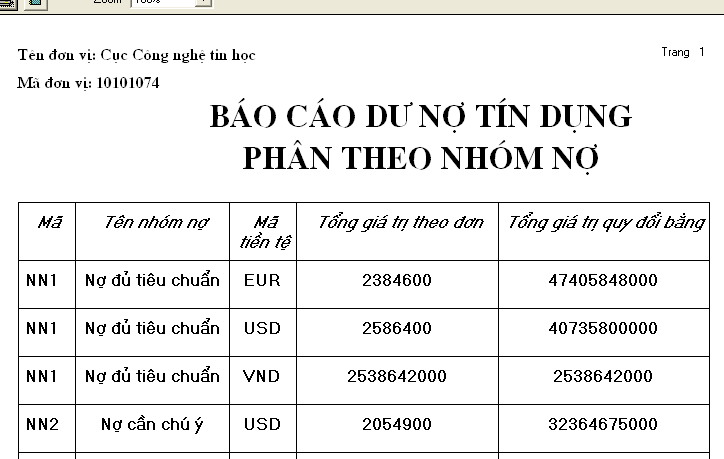 Zoom 100%
Tên đơn vị: Cục Công nghệ tin học
Trang 1
Mã đơn vị: 10101074
BÁO CÁO DƯ NỢ TÍN DỤNG
PHÂN THEO NHÓM NỢ
Mã Tên nhóm nợ Mã tiền tệ Tổng giá trị theo đơn Tổng giá trị quy đổi bằng
NN1 Nợ đủ tiêu chuẩn EUR 2384600 47405848000
NN1 Nợ đủ tiêu chuẩn USD 2586400 40735800000
NN1 Nợ đủ tiêu chuẩn VND 2538642000 2538642000
NN2 Nợ cần chú ý USD 2054900 32364675000